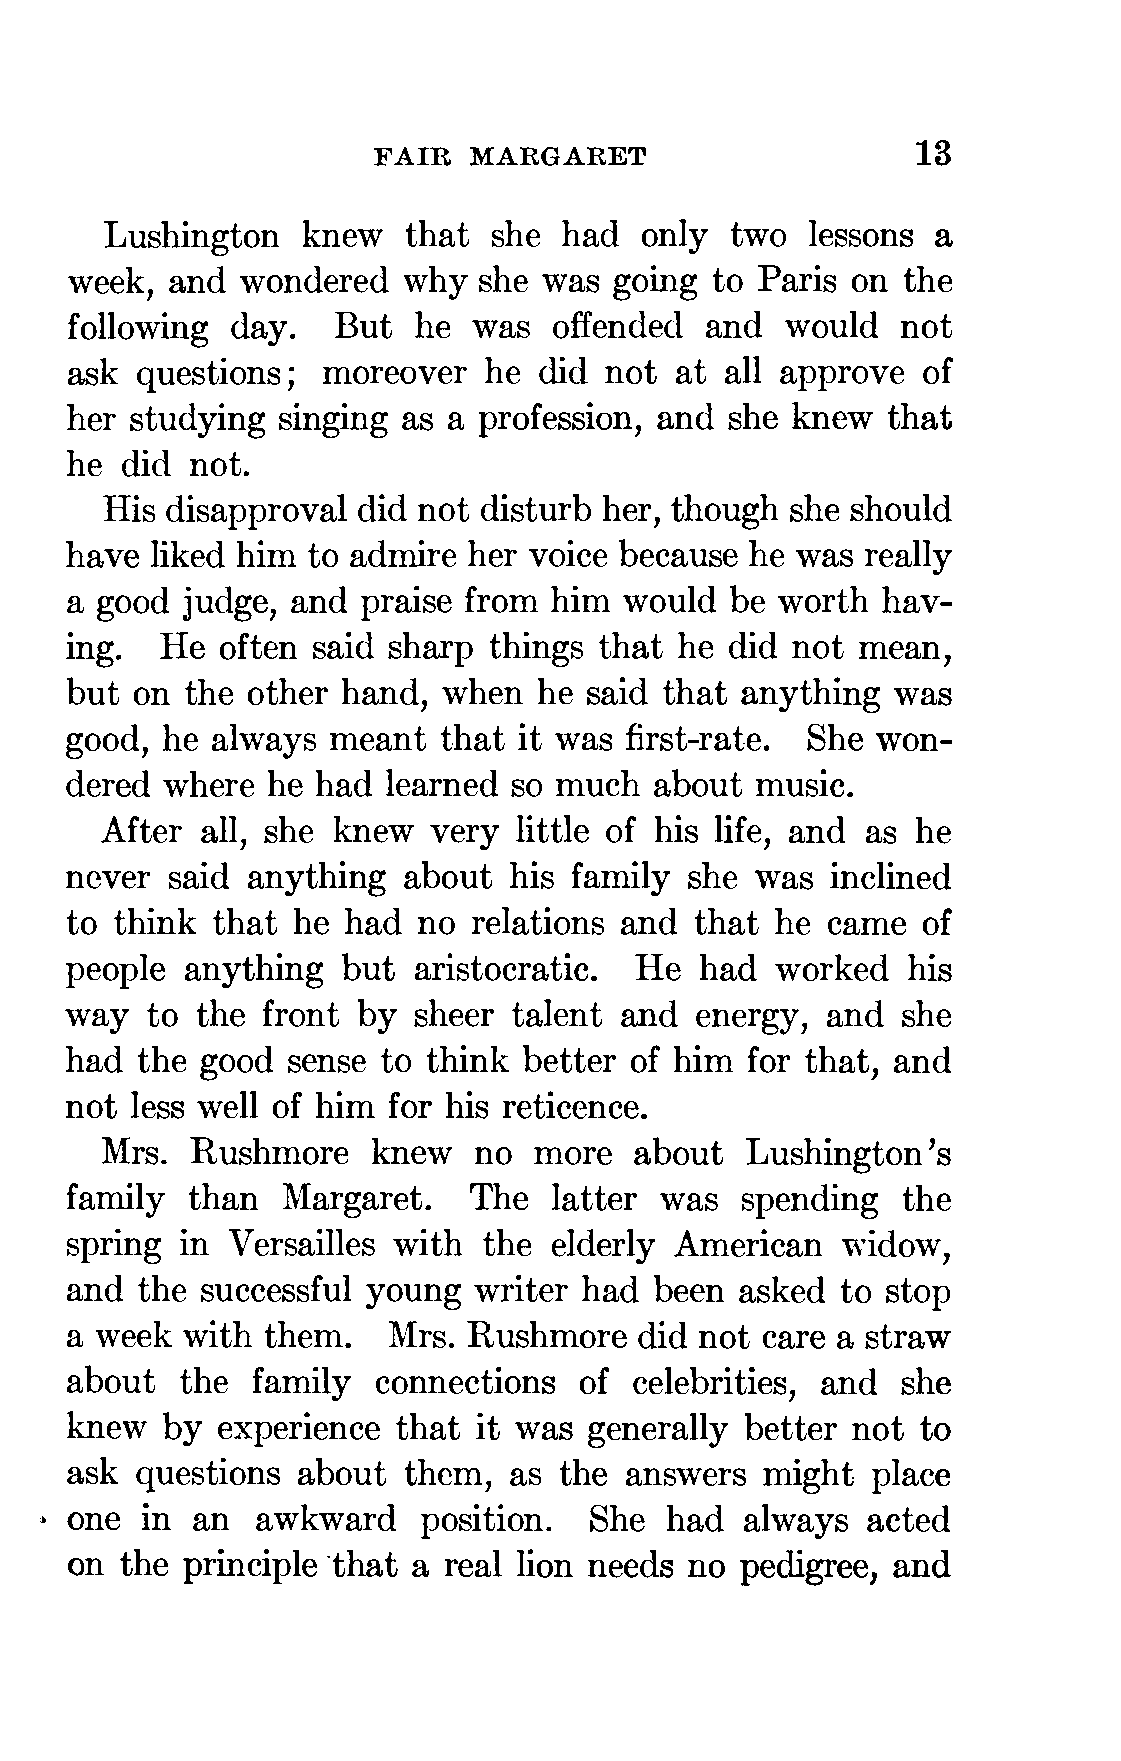 FAIR MARGARET 13
Lushington knew that she had only two lessons a
week, and wondered why she was going to Paris on the
following day. But he was offended and would not
ask questions; moreover he did not at all approve of
her studying singing as a profession, and she knew that
he did not.
His disapproval did not disturb her, though she should
have liked him to admire her voice because he was really
a good judge, and praise from him would be worth hav-
ing. He often said sharp things that he did not mean,
but on the other hand, when he said that anything was
good, he always meant that it was first-rate. She won-
dered where he had learned so much about music.
After all, she knew very little of his life, and as he
never said anything about his family she was inclined
to think that he had no relations and that he came of
people anything but aristocratic. He had worked his
way to the front by sheer talent and energy, and she
had the good sense to think better of him for that, and
not less well of him for his reticence.
Mrs. Rushmore knew no more about Lushington's
family than Margaret. The latter was spending the
spring in Versailles with the elderly American widow,
and the successful young writer had been asked to stop
a week with them. Mrs. Rushmore did not care a straw
about the family connections of celebrities, and she
knew by experience that it was generally better not to
ask questions about them, as the answers might place
one in an awkward position. She had always acted
on the principle that a real lion needs no pedigree, and